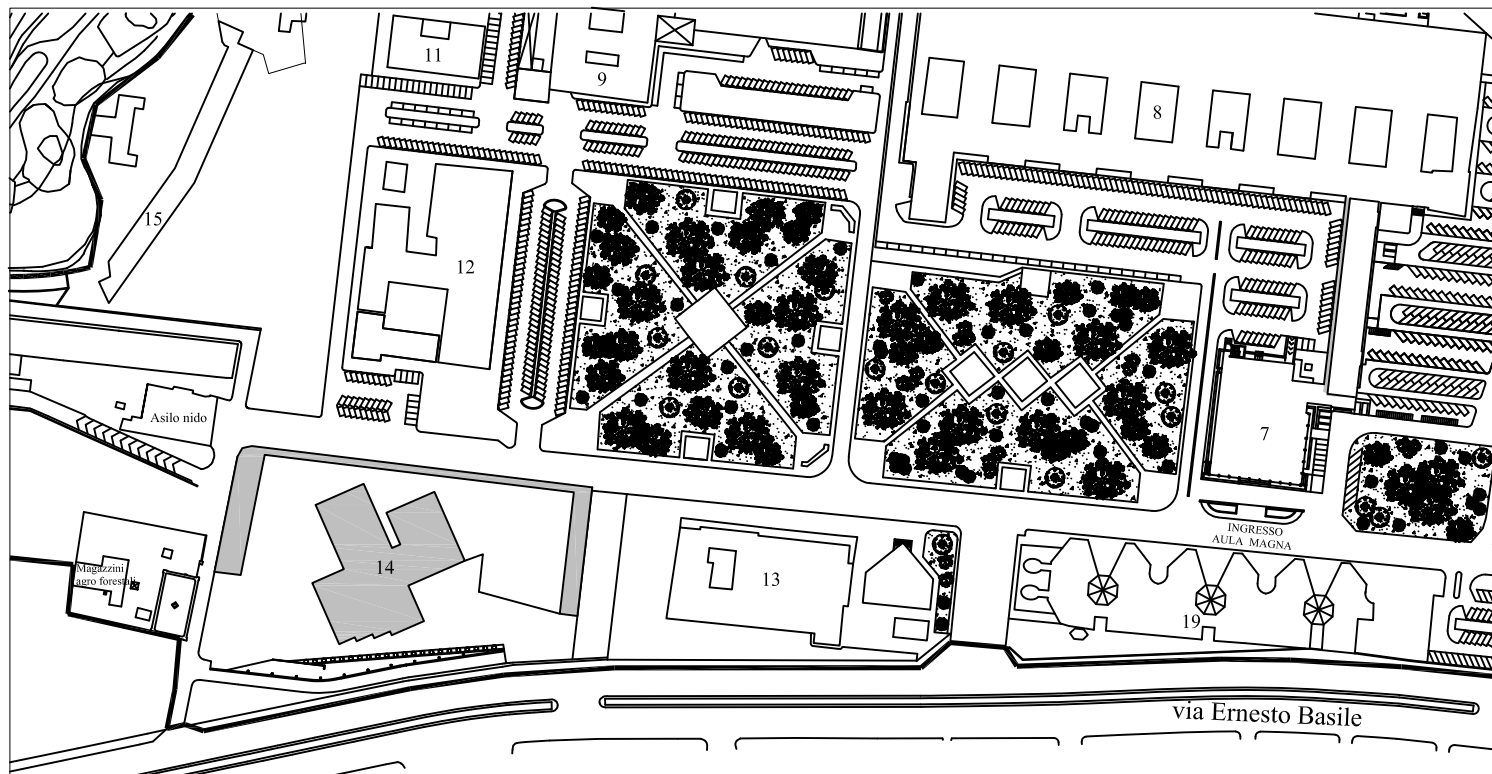 11
9
8
15
12
Asilo nido
7
INGRESSO
AULA MAGNA
14
Magazzini
agro forestali
13
19
via Ernesto Basile